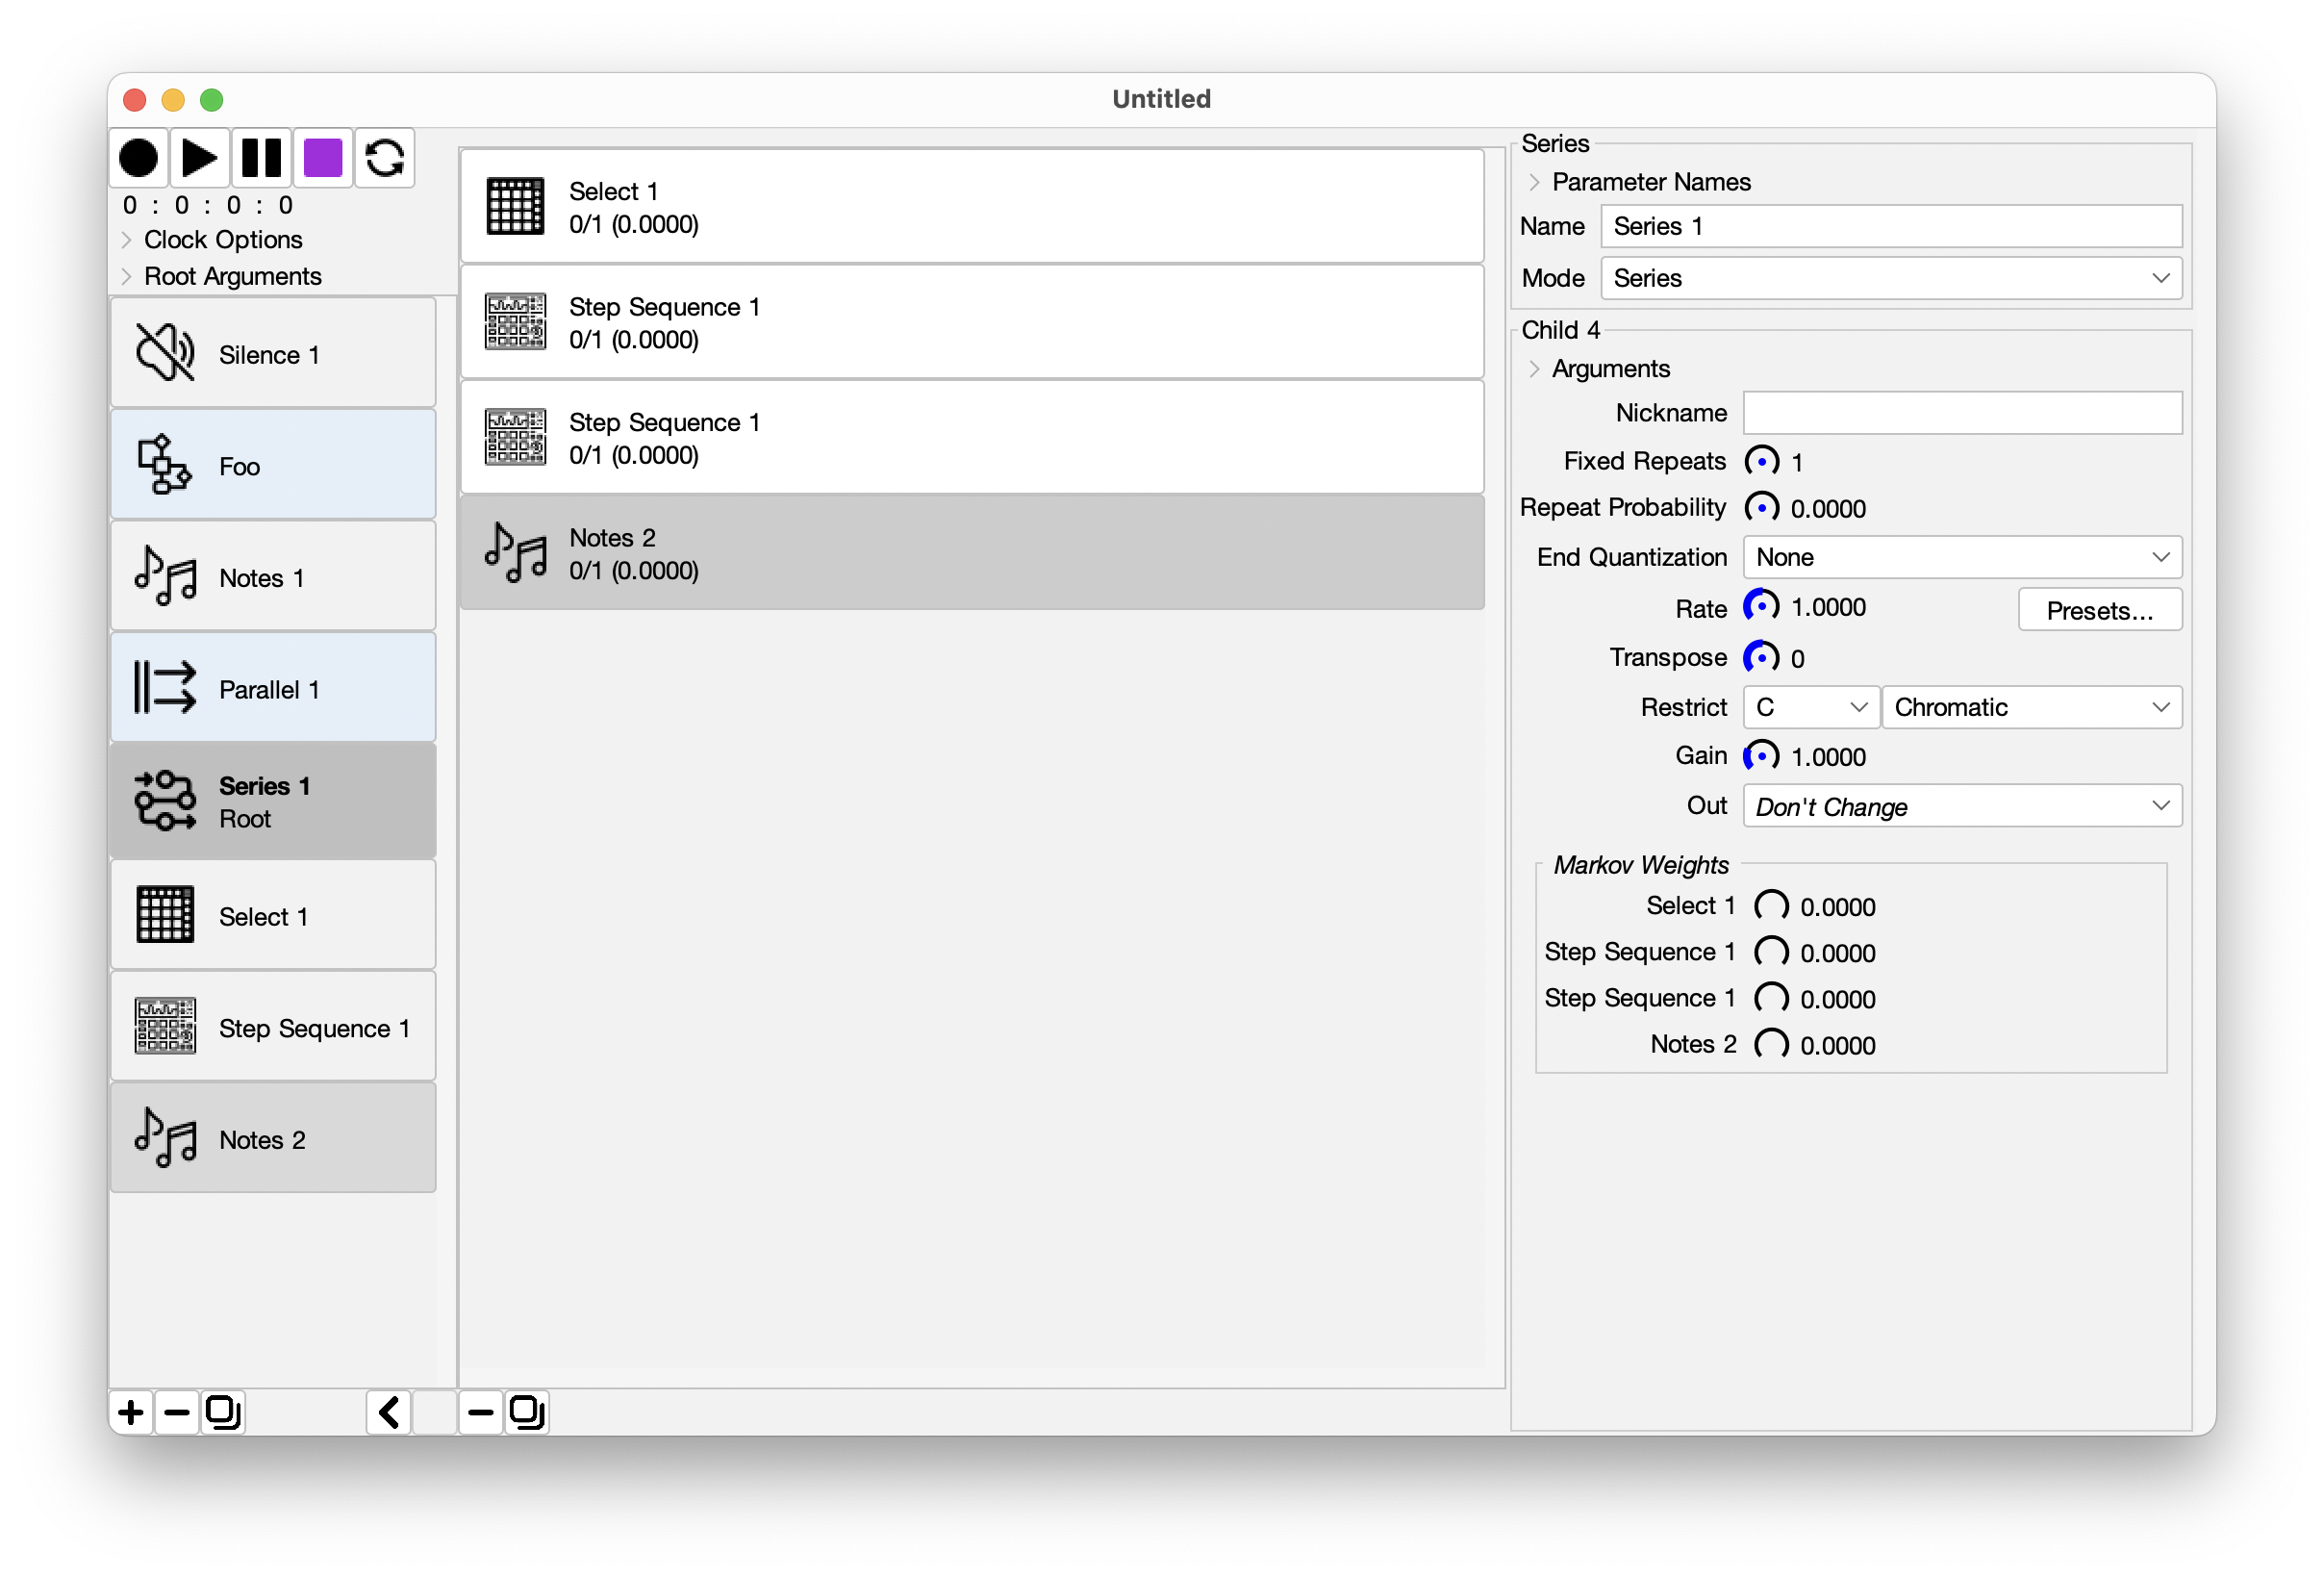 Untitled
0 : 0 : 0 : 0
Clock Options
Root Arguments
Silence 1
Foo
Notes 1
Parallel 1
Series 1
Root
Select 1
Step Sequence 1
Notes 2
Select 1
0/1 (0.0000)
Step Sequence 1
0/1 (0.0000)
Step Sequence 1
0/1 (0.0000)
Notes 2
0/1 (0.0000)
Series
Parameter Names
Name Series 1
Mode Series
Child 4
Arguments
Nickname
Fixed Repeats 1
Repeat Probability 0.0000
End Quantization None
Rate 1.0000 Presets...
Transpose 0
Restrict C Chromatic
Gain 1.0000
Out Don't Change
Markov Weights
Select 1 0.0000
Step Sequence 1 0.0000
Step Sequence 1 0.0000
Notes 2 0.0000